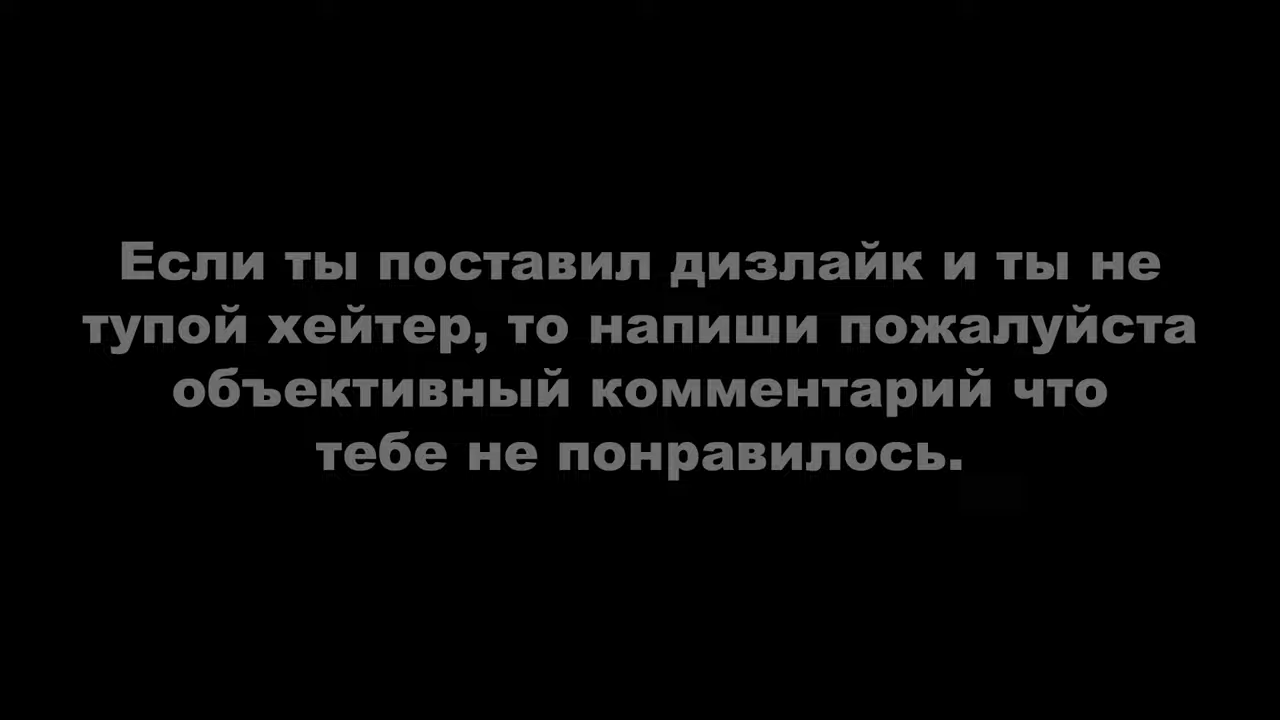 Если ты поставил дизлайк и ты не
тупой хейтер, то напиши пожалуйста
объективный комментарий что
тебе не понравилось.